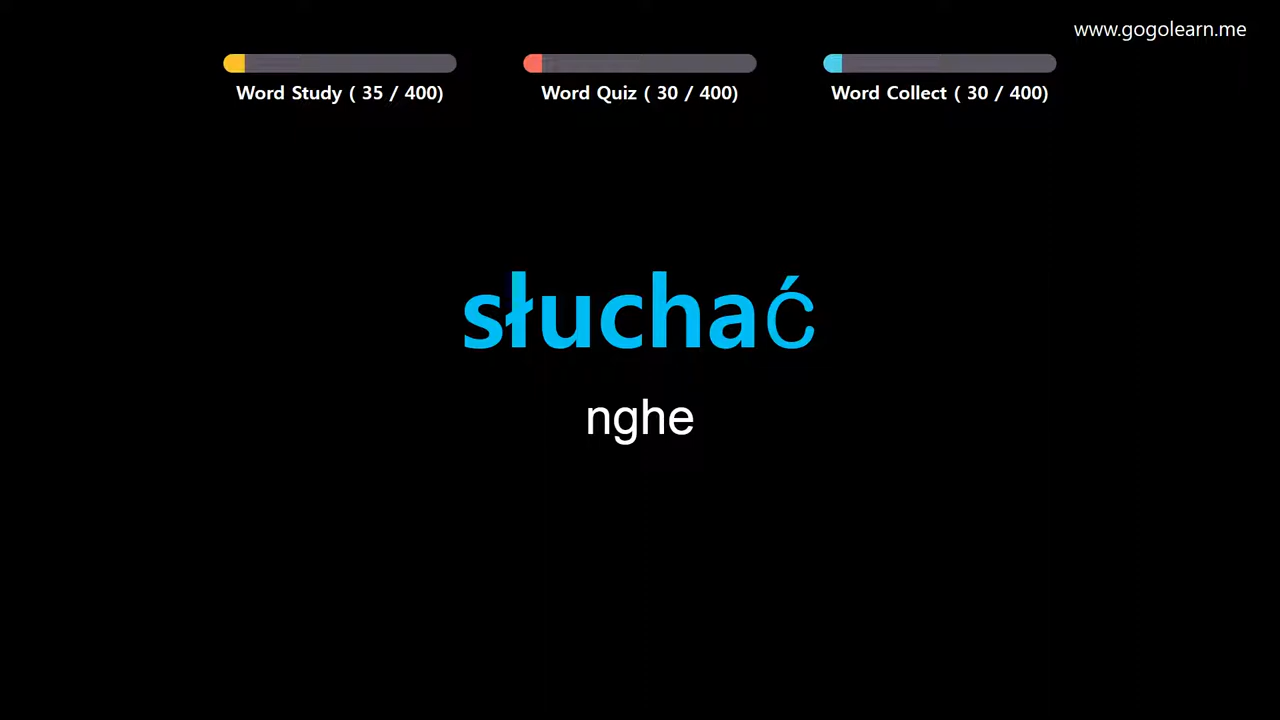 www.gogolearn.me
Word Study ( 35 / 400)
Word Quiz ( 30 / 400)
Word Collect ( 30 / 400)
słuchać
nghe